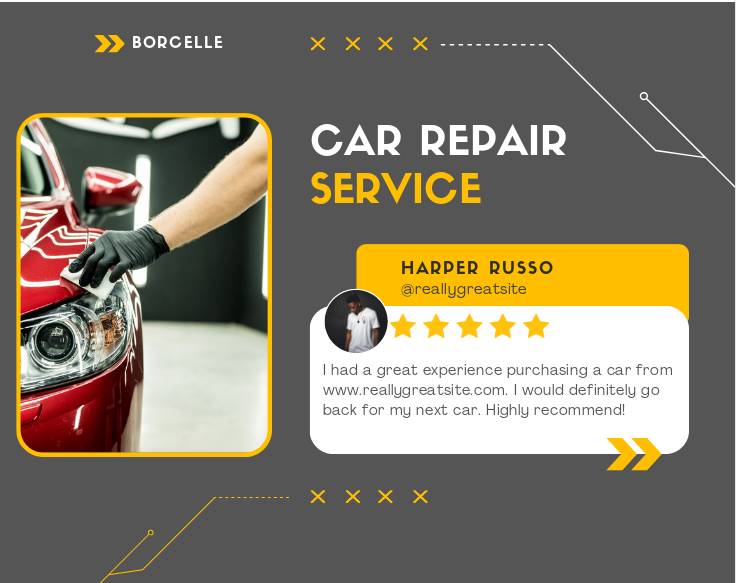 BORCELLE
CAR REPAIR
SERVICE
HARPER RUSSO
@reallygreatsite
I had a great experience purchasing a car from
www.reallygreatsite.com. I would definitely go
back for my next car. Highly recommend!